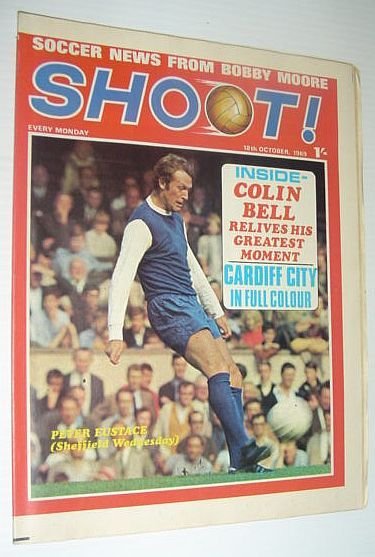 SOCCER NEWS FROM BOBBY MOORE
SHOOT!
EVERY MONDAY
18th OCTOBER, 1969
1/-
INSIDE-
COLIN
BELL
RELIVES HIS
GREATEST
MOMENT
CARDIFF CITY
IN FULL COLOUR
PETER EUSTACE
(Sheffield Wednesday)